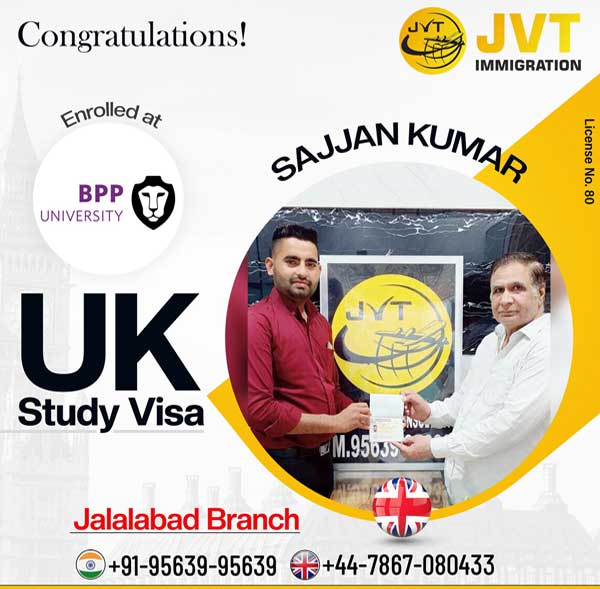 Congratulations!
JVT
IMMIGRATION
Enrolled at
BPP
UNIVERSITY
SAJJAN KUMAR
License No. 80
JVT
UK
Study Visa
M.95639
Jalalabad Branch
+91-95639-95639
+44-7867-080433